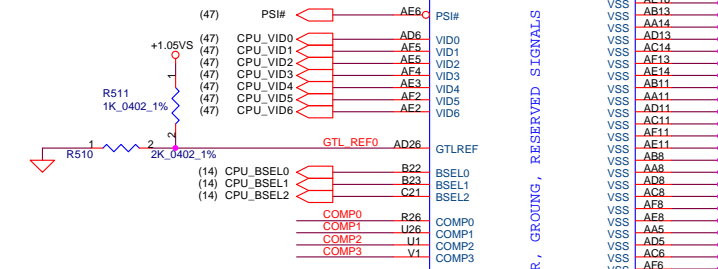 (47) PSI# AE6 PSI#
(47) CPU_VID0 AD6 VID0
(47) CPU_VID1 AF5 VID1
(47) CPU_VID2 AE5 VID2
(47) CPU_VID3 AF4 VID3
(47) CPU_VID4 AE3 VID4
(47) CPU_VID5 AF2 VID5
(47) CPU_VID6 AE2 VID6
+1.05VS
1
R511
1K_0402_1%
2
1 2
R510 2K_0402_1%
GTL_REF0 AD26 GTLREF
(14) CPU_BSEL0 B22 BSEL0
(14) CPU_BSEL1 B23 BSEL1
(14) CPU_BSEL2 C21 BSEL2
COMP0 R26 COMP0
COMP1 U26 COMP1
COMP2 U1 COMP2
COMP3 V1 COMP3
R, GROUNG, RESERVED SIGNALS
VSS
VSS AB13
VSS AA14
VSS AD13
VSS AC14
VSS AF13
VSS AE14
VSS AB11
VSS AA11
VSS AD11
VSS AC11
VSS AF11
VSS AE11
VSS AB8
VSS AA8
VSS AD8
VSS AC8
VSS AF8
VSS AE8
VSS AA5
VSS AD5
VSS AC6
VSS AF6